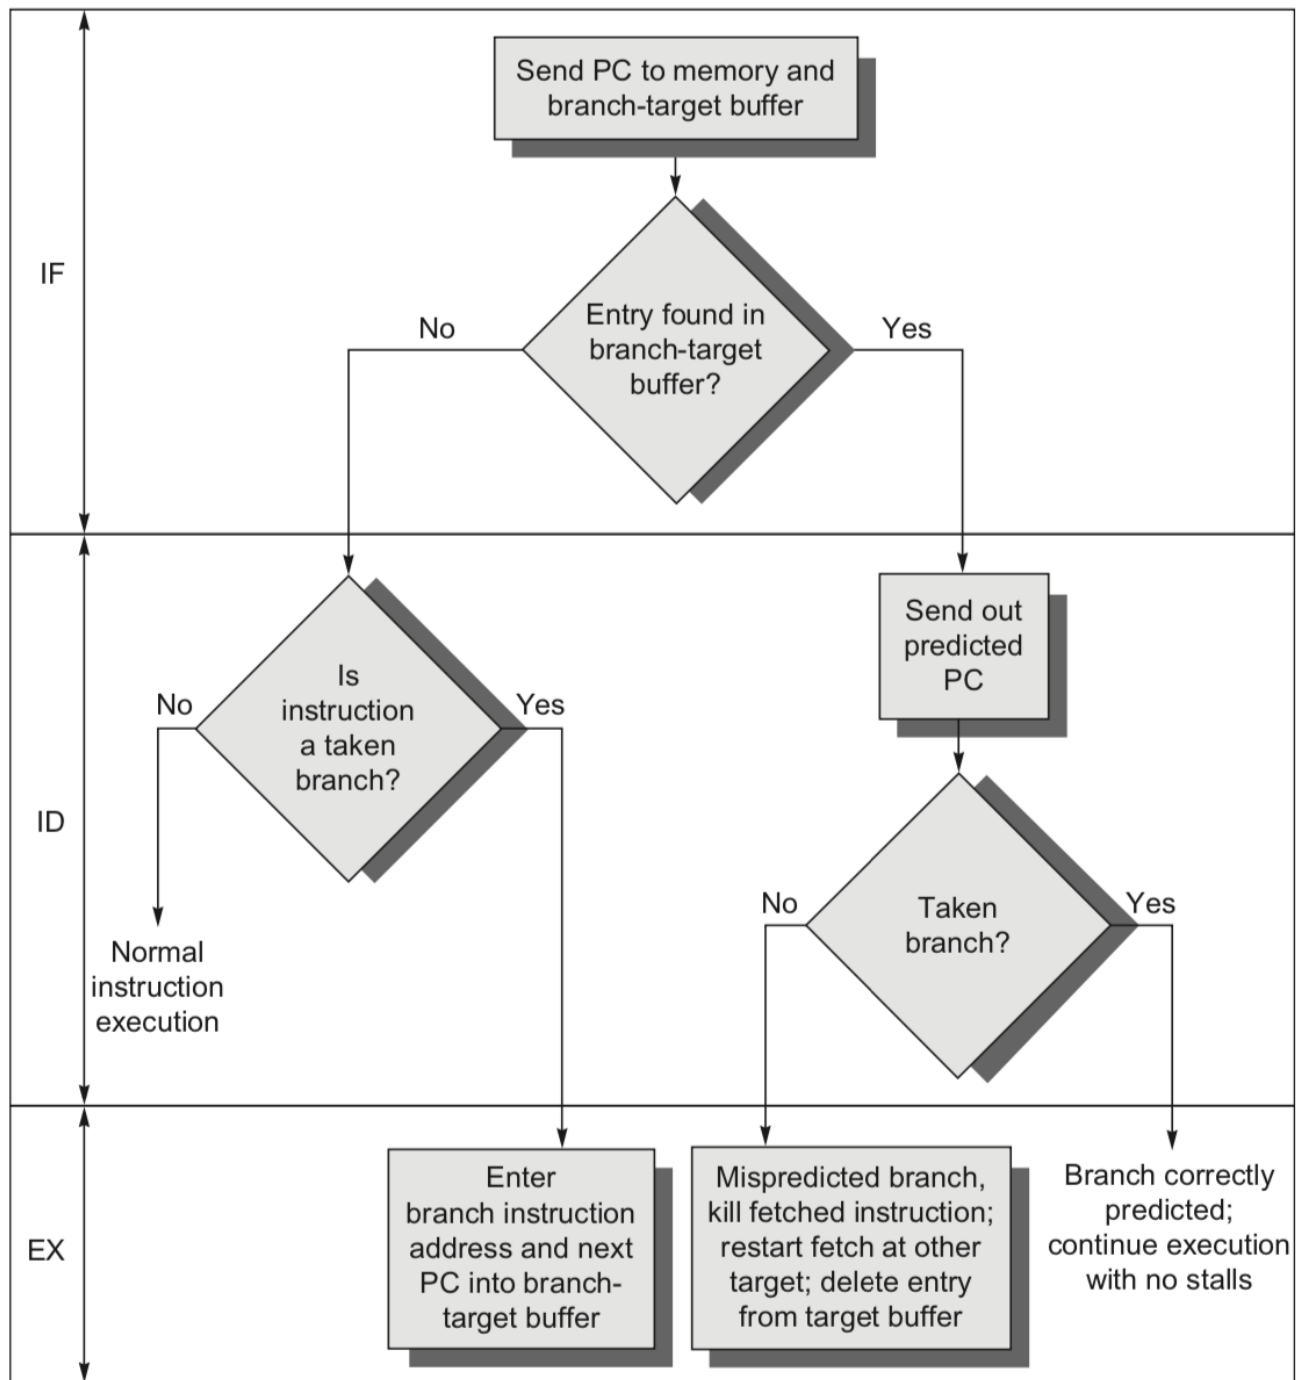 Send PC to memory and
branch-target buffer
IF
Entry found in
branch-target
buffer?
No
Yes
ID
Is
instruction
a taken
branch?
No
Yes
Normal
instruction
execution
Send out
predicted
PC
Taken
branch?
No
Yes
EX
Enter
branch instruction
address and next
PC into branch-
target buffer
Mispredicted branch,
kill fetched instruction;
restart fetch at other
target; delete entry
from target buffer
Branch correctly
predicted;
continue execution
with no stalls